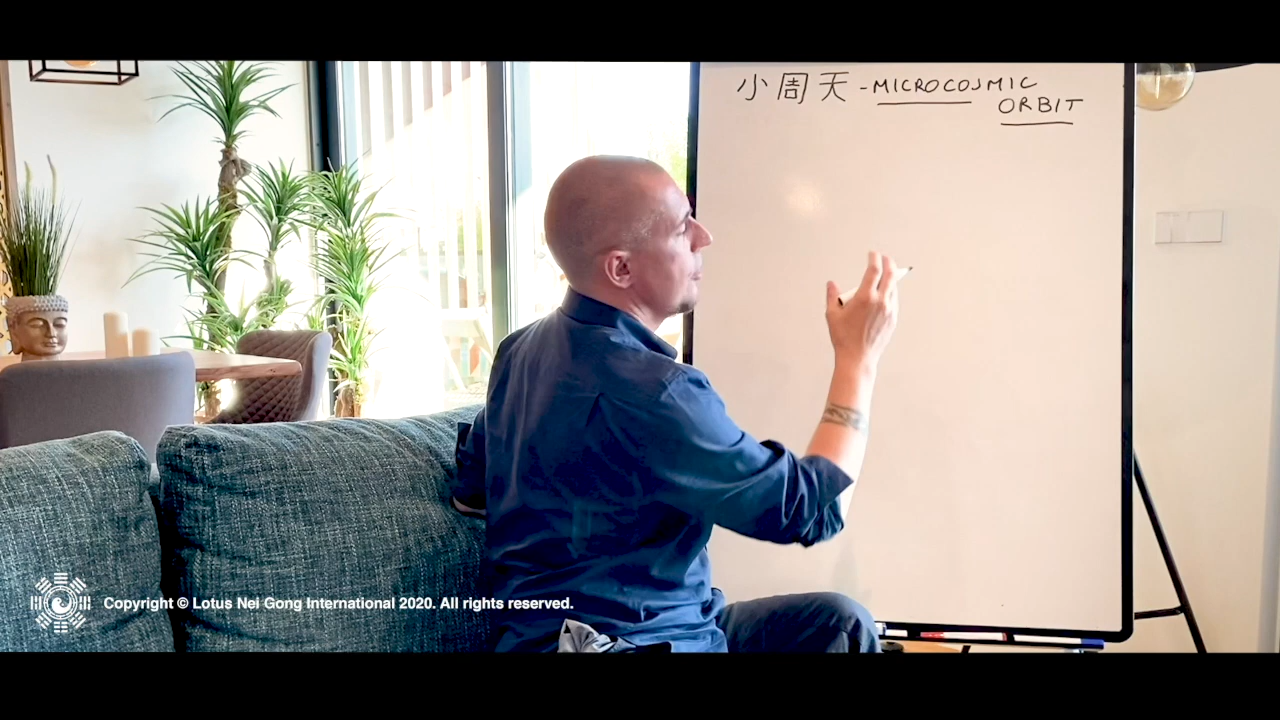 小周天 - MICROCOSMIC
ORBIT
Copyright © Lotus Nei Gong International 2020. All rights reserved.